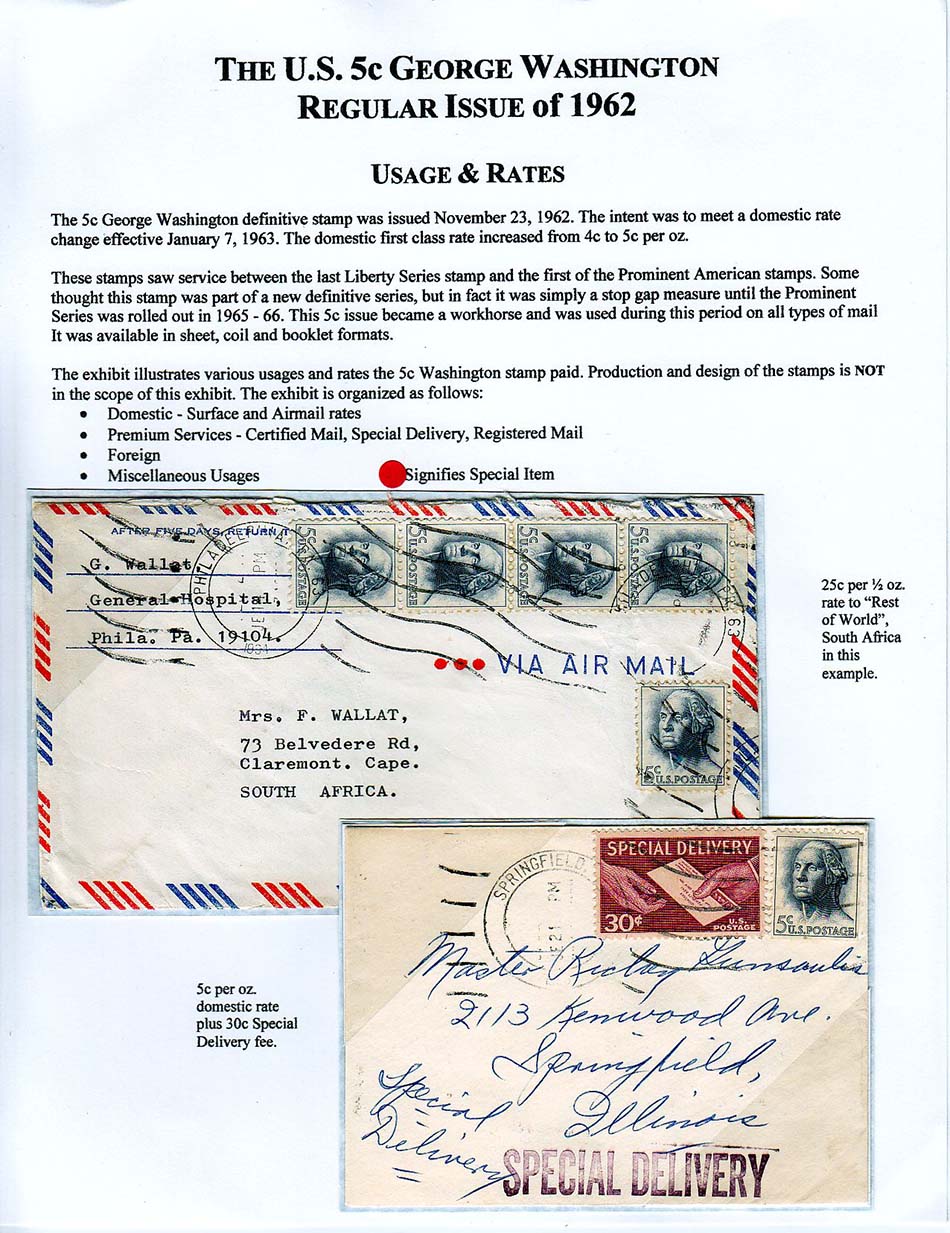 THE U.S. 5c GEORGE WASHINGTON
REGULAR ISSUE of 1962
USAGE & RATES
The 5c George Washington definitive stamp was issued November 23, 1962. The intent was to meet a domestic rate
change effective January 7, 1963. The domestic first class rate increased from 4c to 5c per oz.
These stamps saw service between the last Liberty Series stamp and the first of the Prominent American stamps. Some
thought this stamp was part of a new definitive series, but in fact it was simply a stop gap measure until the Prominent
Series was rolled out in 1965 - 66. This 5c issue became a workhorse and was used during this period on all types of mail
It was available in sheet, coil and booklet formats.
The exhibit illustrates various usages and rates the 5c Washington stamp paid. Production and design of the stamps is NOT
in the scope of this exhibit. The exhibit is organized as follows:
• Domestic - Surface and Airmail rates
• Premium Services - Certified Mail, Special Delivery, Registered Mail
• Foreign
• Miscellaneous Usages
Signifies Special Item
AFTER FIVE DAYS, RETURN T
G. Wallat
General Hospital,
Phila. Pa. 19104.
5c U.S. POSTAGE
5c U.S. POSTAGE
5c U.S. POSTAGE
5c U.S. POSTAGE
PM
VIA AIR MAIL
5c U.S. POSTAGE
Mrs. F. WALLAT,
73 Belvedere Rd,
Claremont. Cape.
SOUTH AFRICA.
25c per ½ oz.
rate to “Rest
of World”,
South Africa
in this
example.
SPRINGFIELD,
PM
21
SPECIAL DELIVERY
30¢
U.S.
POSTAGE
5c
U.S. POSTAGE
Master Ricky Gunsaulis
2113 Kenwood Ave.
Springfield,
Illinois
Special
Delivery
SPECIAL DELIVERY
5c per oz.
domestic rate
plus 30c Special
Delivery fee.